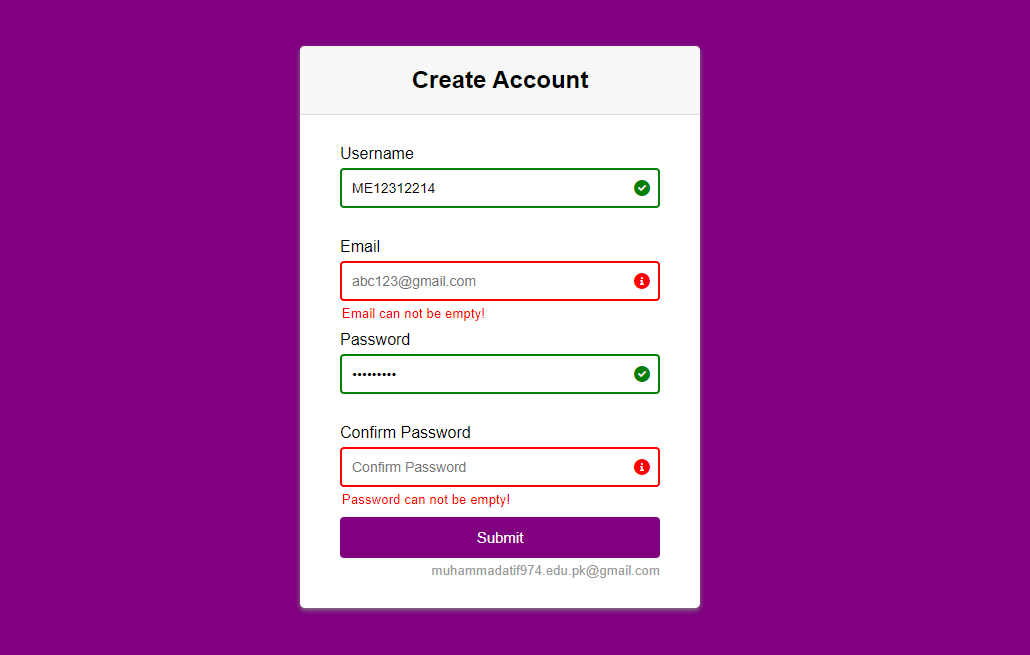 Create Account
Username
ME12312214
Email
abc123@gmail.com
Email can not be empty!
Password
•••••••••
Confirm Password
Confirm Password
Password can not be empty!
Submit
muhammadatif974.edu.pk@gmail.com